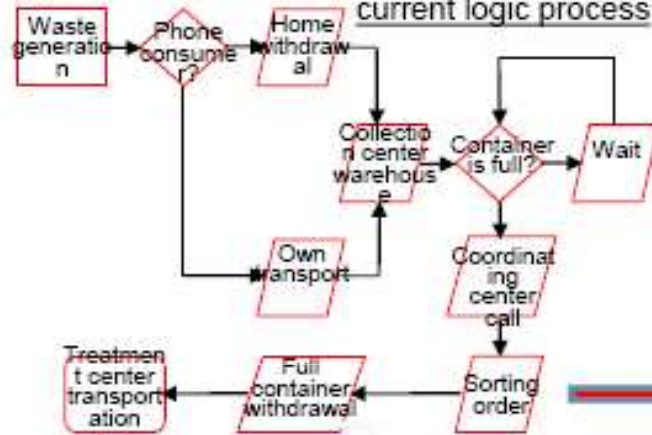 current logic process
Waste
generatio
n
Phone
consume
r?
Home
withdraw
al
Collectio
n center
warehous
e
Container
is full?
Wait
Own
transport
Coordinat
ing
center
call
Treatmen
t center
transport
ation
Full
container
withdrawal
Sorting
order